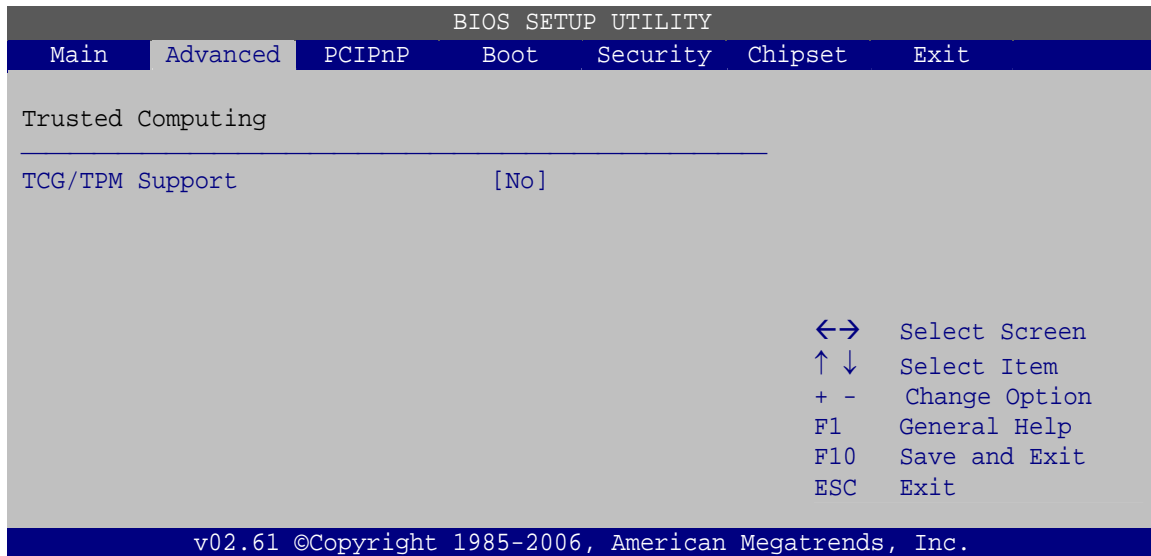 BIOS SETUP UTILITY
Main Advanced PCIPnP Boot Security Chipset Exit
Trusted Computing
TCG/TPM Support [No]
←→ Select Screen
↑ ↓ Select Item
+ - Change Option
F1 General Help
F10 Save and Exit
ESC Exit
v02.61 ©Copyright 1985-2006, American Megatrends, Inc.